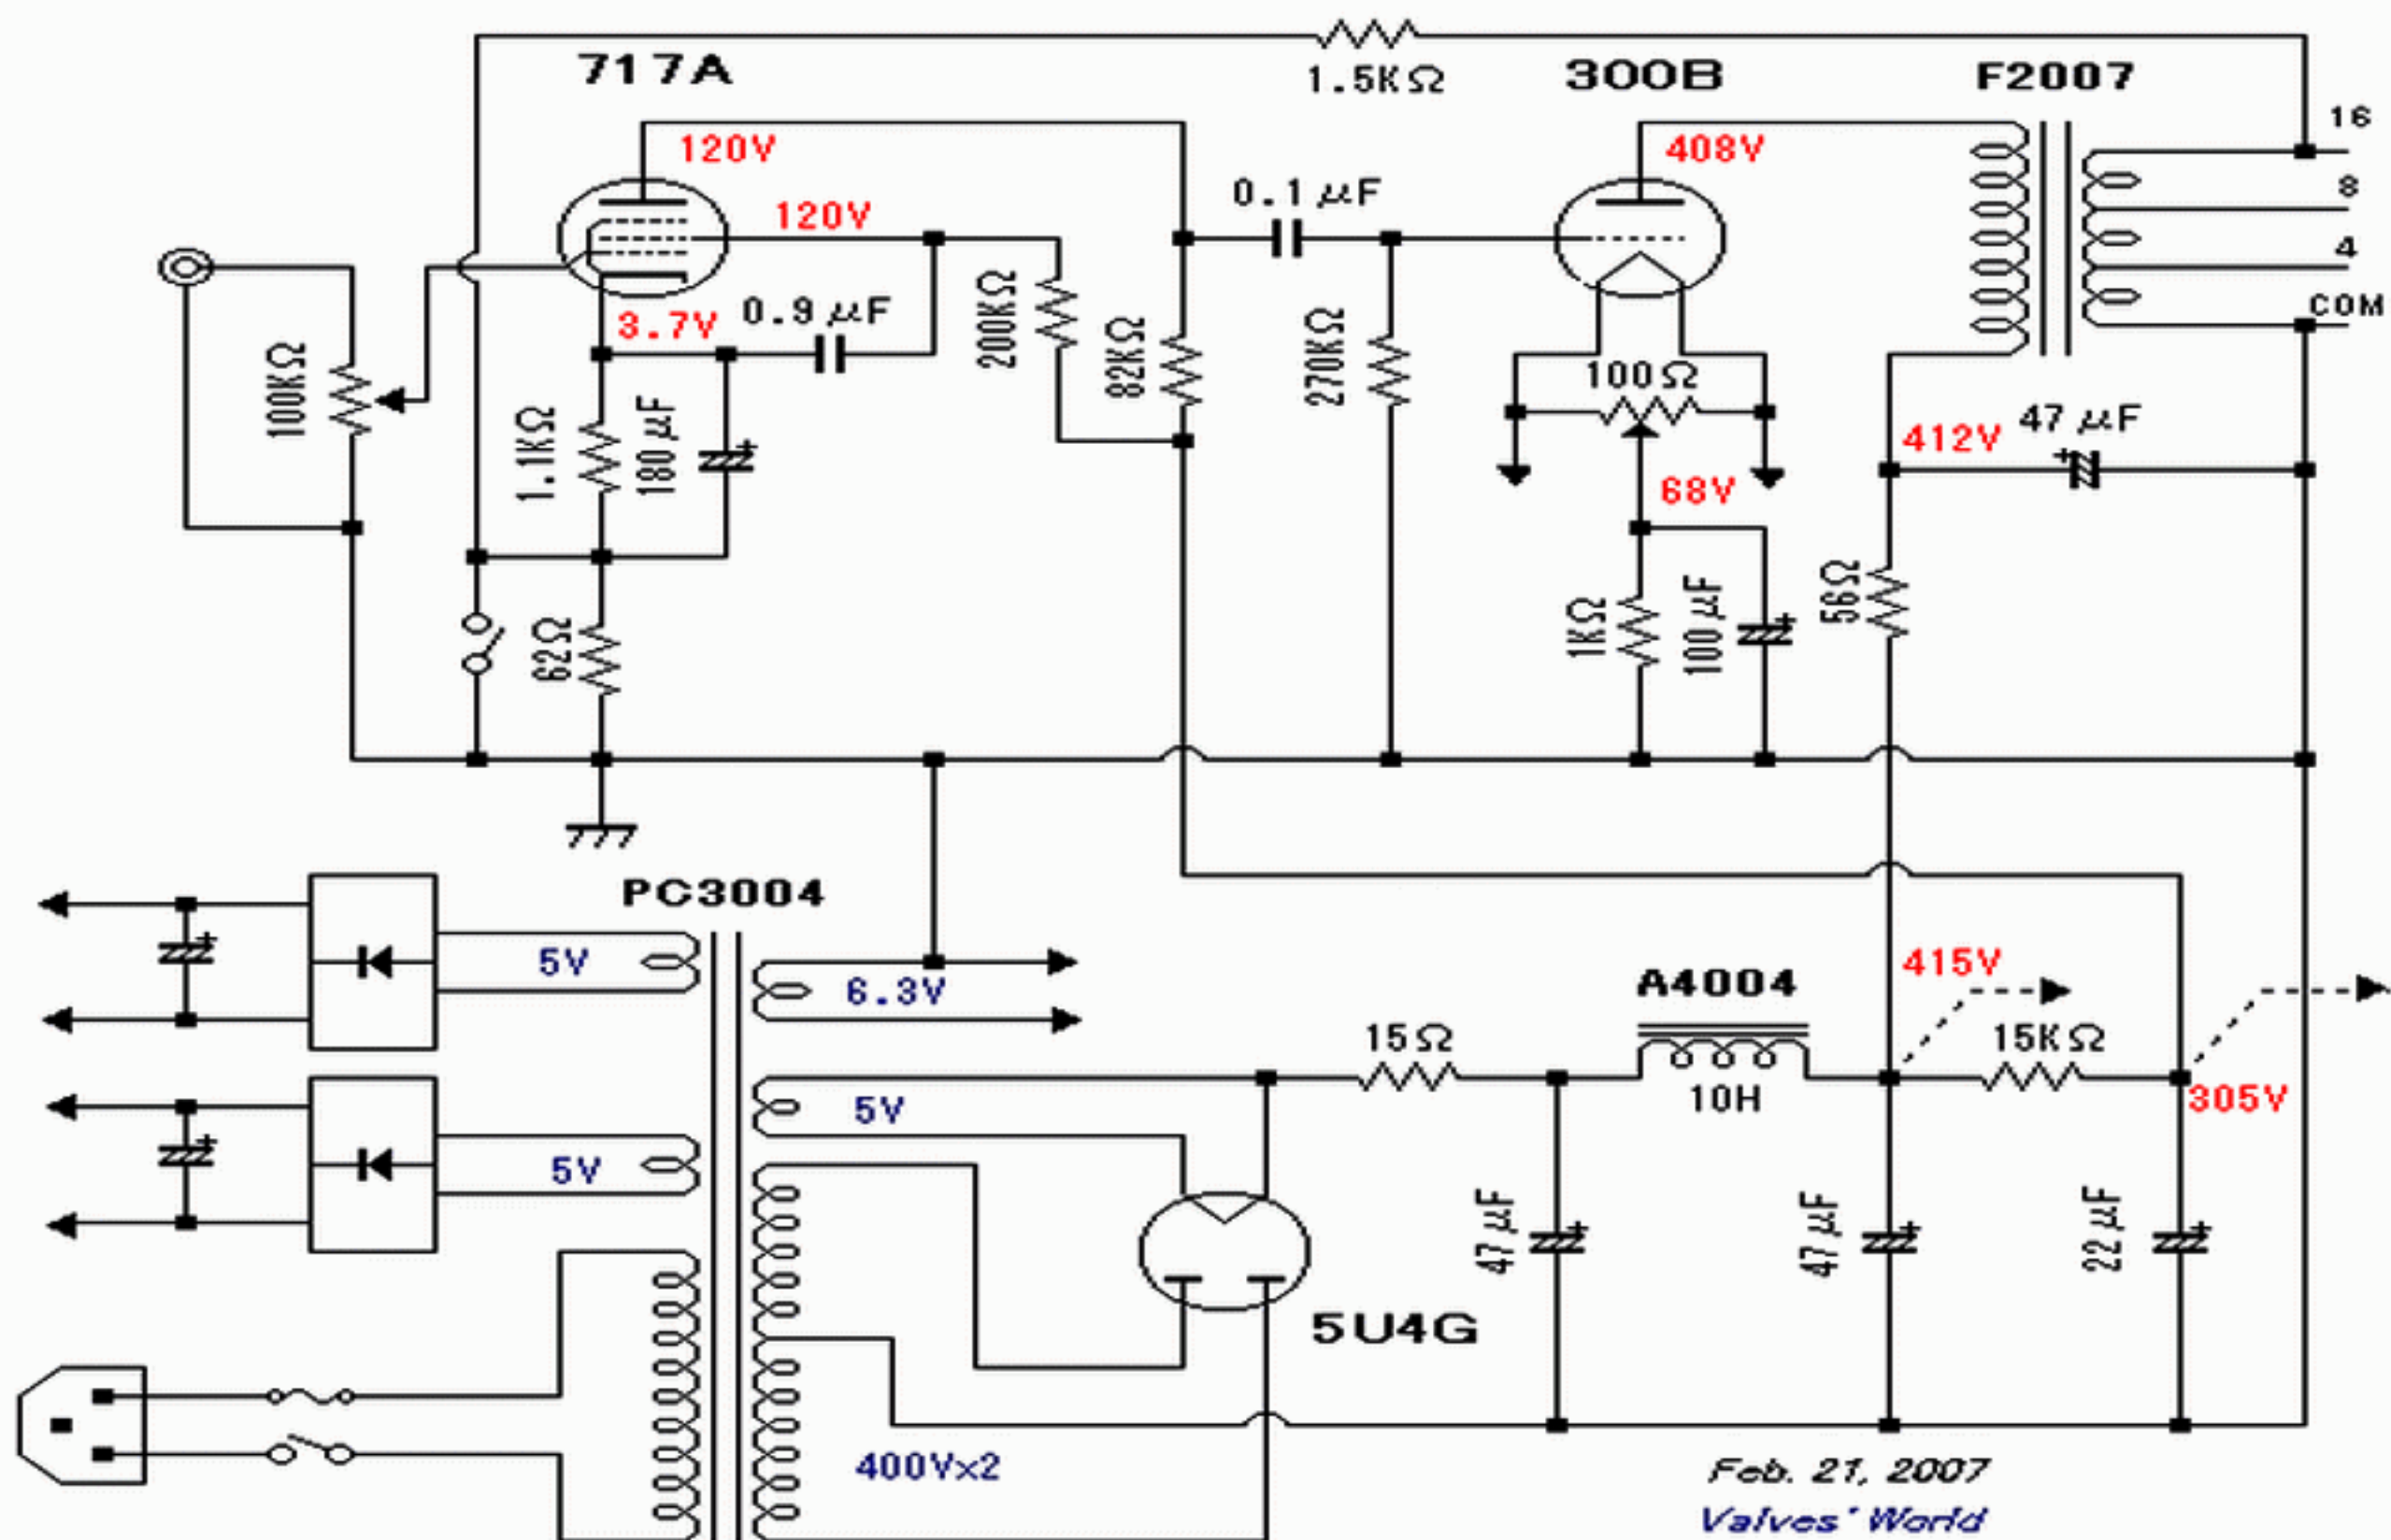 717A
1.5KΩ
300B
F2007
16
120V
408V
8
120V
0.1μF
4
COM
3.7V
0.9μF
200KΩ
82KΩ
270KΩ
100KΩ
100Ω
1.1KΩ
180μF
412V
47μF
68V
62Ω
1KΩ
100μF
56Ω
PC3004
5V
6.3V
A4004
415V
15Ω
15KΩ
10H
305V
5V
5V
47μF
47μF
22μF
5U4G
400V×2
Feb. 21, 2007
Valves' World